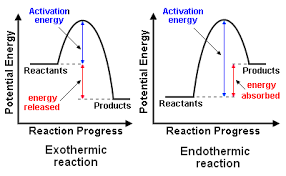 Potential Energy
Activation
energy
Reactants
energy
released
Products
Reaction Progress
Exothermic
reaction
Potential Energy
Activation
energy
Products
energy
absorbed
Reactants
Reaction Progress
Endothermic
reaction